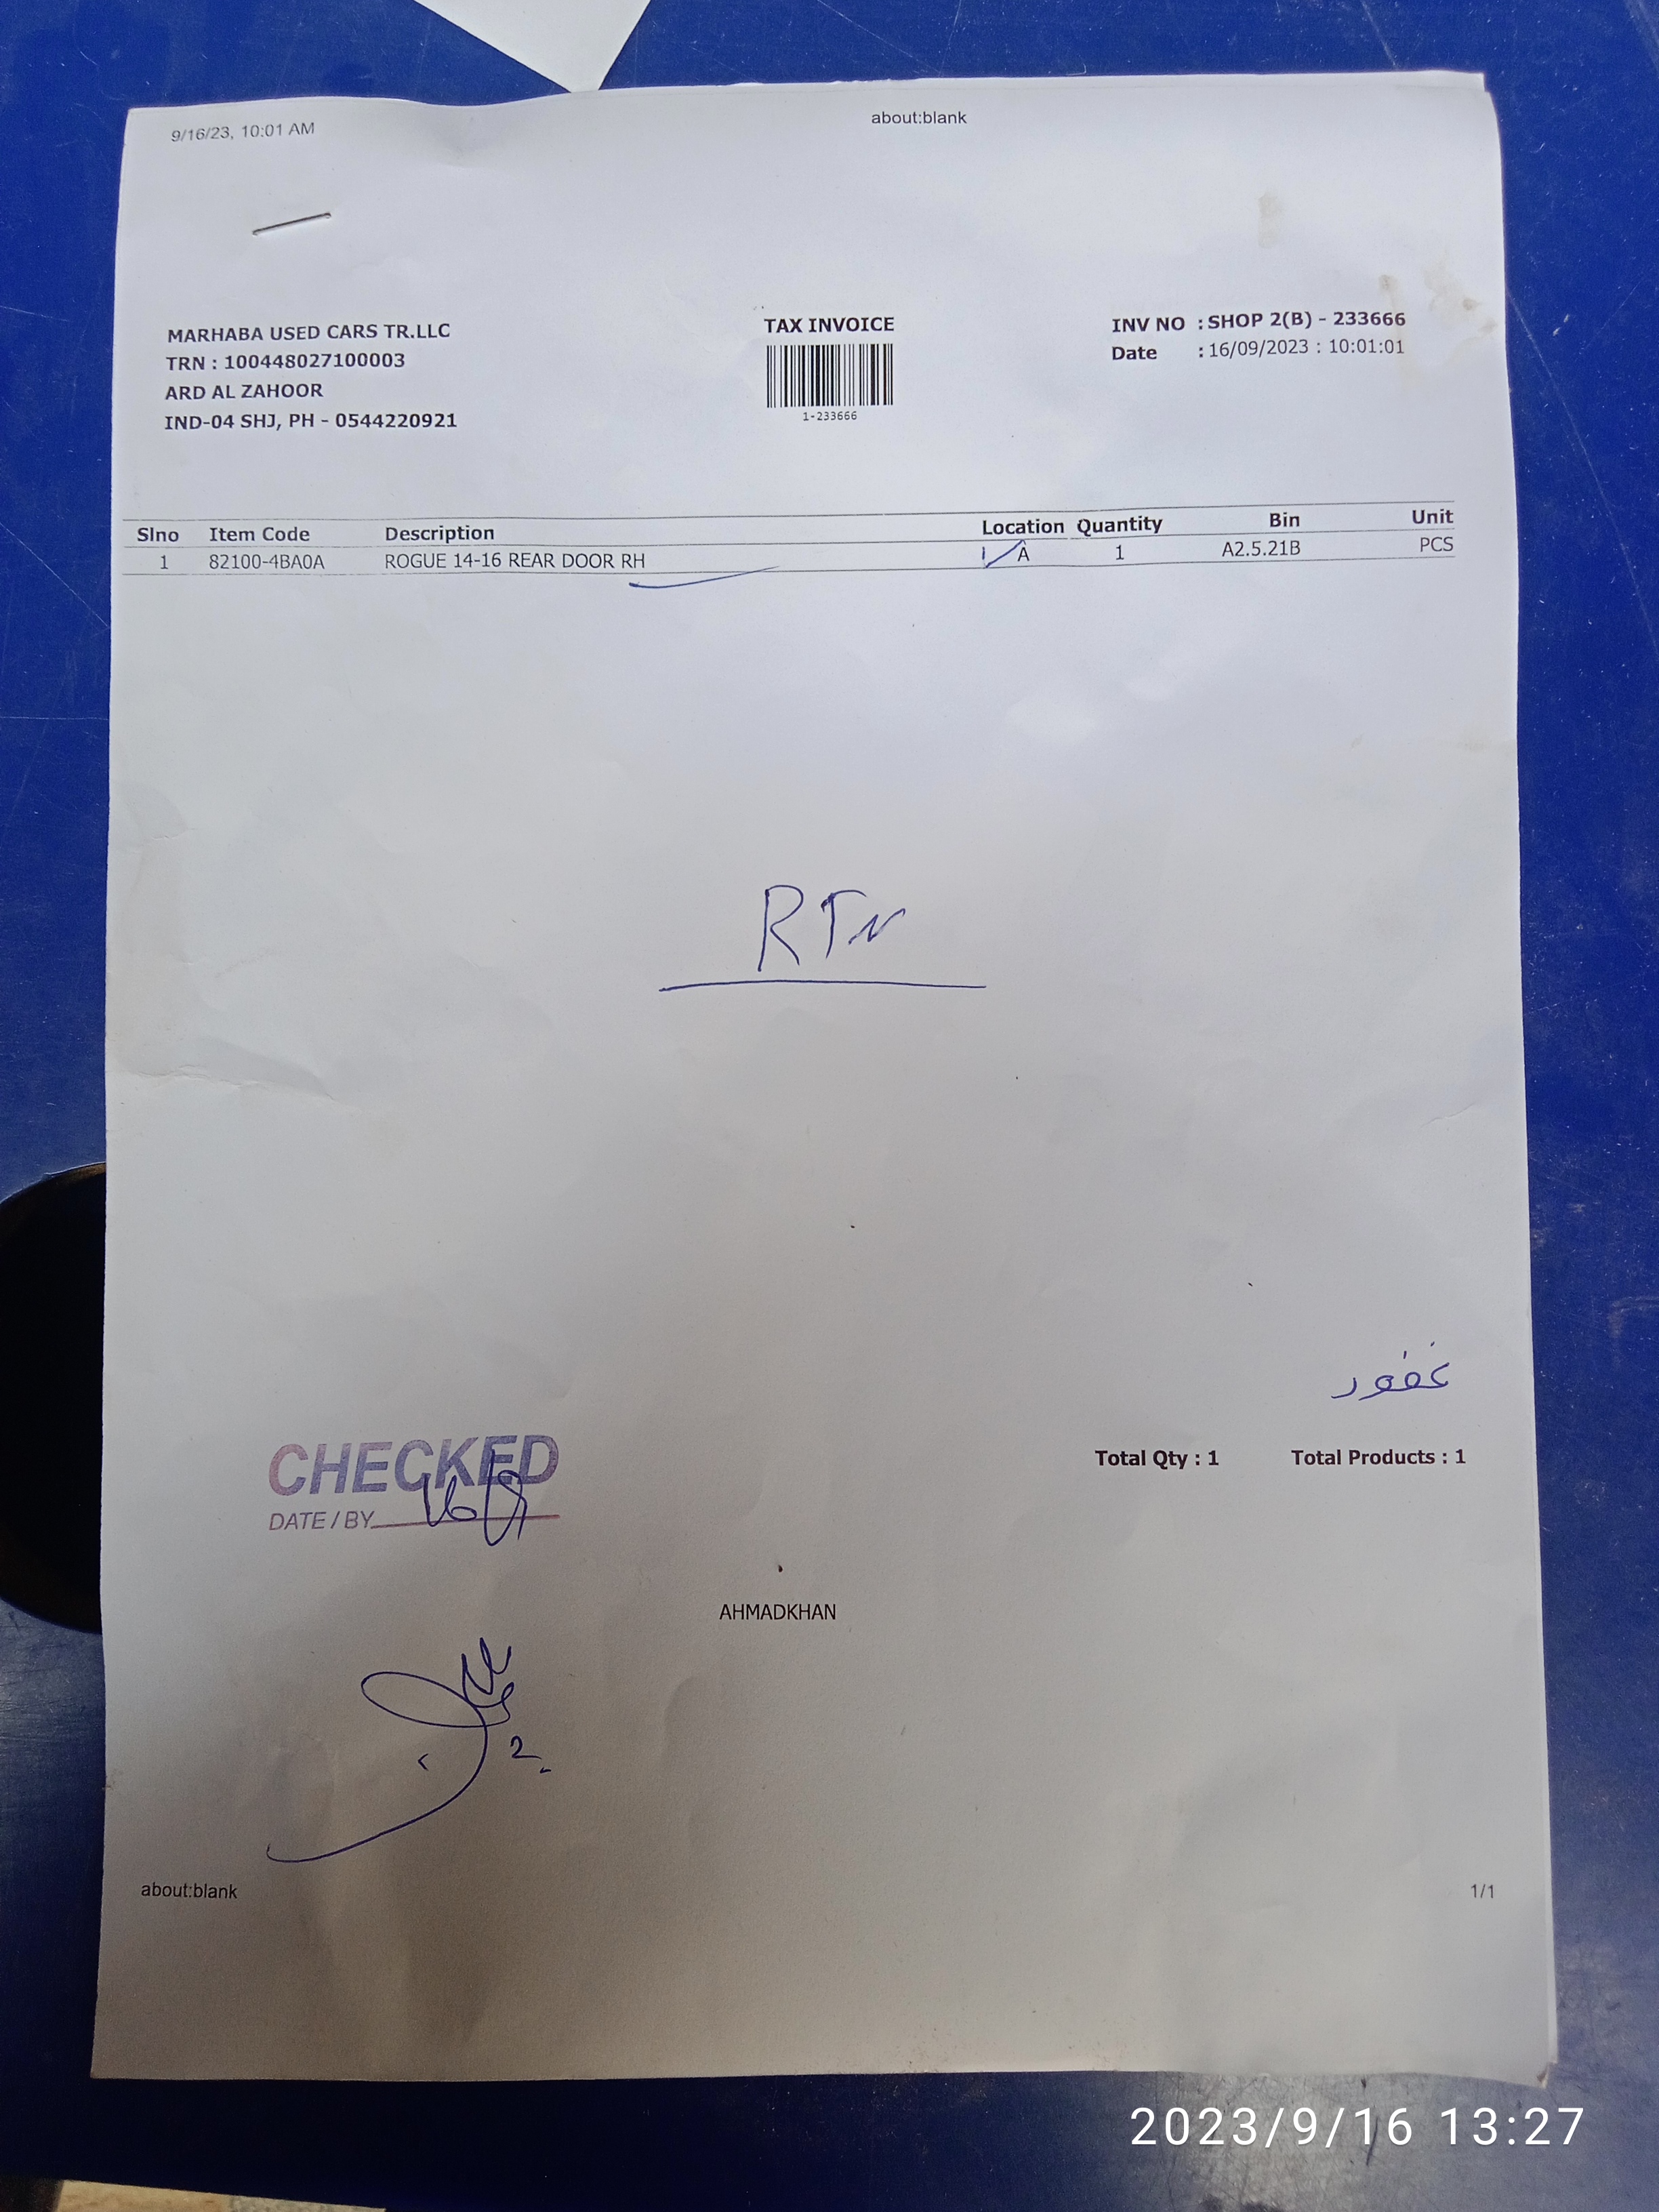 9/16/23, 10:01 AM
about:blank
MARHABA USED CARS TR.LLC
TRN : 100448027100003
ARD AL ZAHOOR
IND-04 SHJ, PH - 0544220921
TAX INVOICE
1-233666
INV NO : SHOP 2(B) - 233666
Date : 16/09/2023 : 10:01:01
Slno Item Code Description Location Quantity Bin Unit
1 82100-4BA0A ROGUE 14-16 REAR DOOR RH A 1 A2.5.21B PCS
RTN
غفور
CHECKED
DATE / BY
Total Qty : 1 Total Products : 1
AHMADKHAN
about:blank
1/1
2023/9/16 13:27